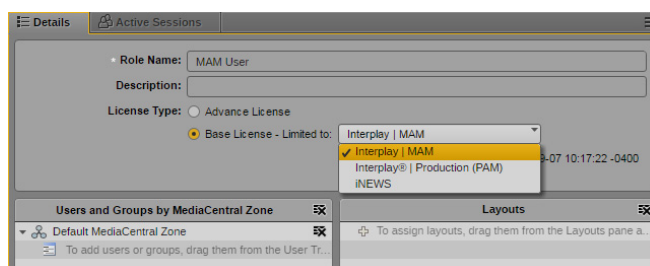 Details Active Sessions
Role Name: MAM User
Description:
License Type: Advance License
Base License - Limited to: Interplay | MAM
Interplay | MAM
-07 10:17:22 -0400
Interplay® | Production (PAM)
iNEWS
Users and Groups by MediaCentral Zone Layouts
Default MediaCentral Zone To assign layouts, drag them from the Layouts pane a...
To add users or groups, drag them from the User Tr...